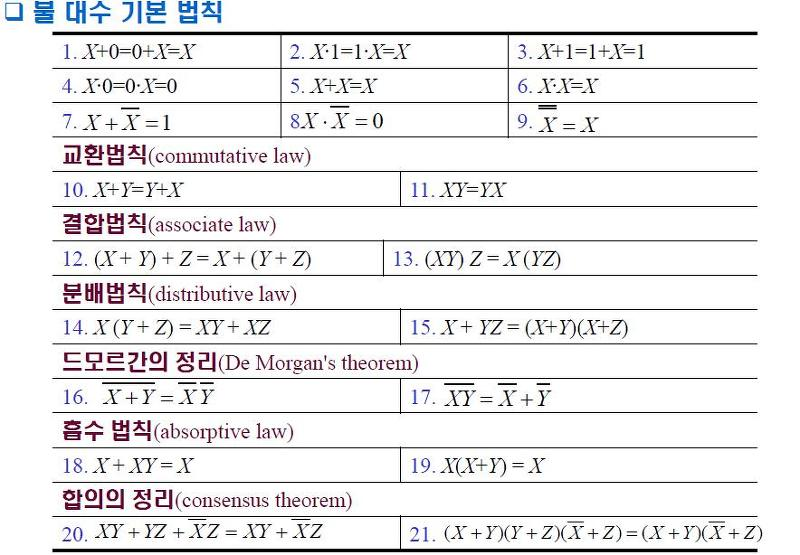 ❑ 불 대수 기본 법칙
1. X+0=0+X=X 2. X·1=1·X=X 3. X+1=1+X=1
4. X·0=0·X=0 5. X+X=X 6. X·X=X
7. X + X̅ = 1 8X · X̅ = 0 9. X̿ = X
교환법칙(commutative law)
10. X+Y=Y+X 11. XY=YX
결합법칙(associate law)
12. (X + Y) + Z = X + (Y + Z) 13. (XY) Z = X (YZ)
분배법칙(distributive law)
14. X (Y + Z) = XY + XZ 15. X + YZ = (X+Y)(X+Z)
드모르간의 정리(De Morgan's theorem)
16. X̅ ̅+̅ ̅Y̅ = X̅ Y̅ 17. X̅Y̅ = X̅ + Y̅
흡수 법칙(absorptive law)
18. X + XY = X 19. X(X+Y) = X
합의의 정리(consensus theorem)
20. XY + YZ + X̅Z = XY + X̅Z 21. (X + Y)(Y + Z)(X̅ + Z) = (X + Y)(X̅ + Z)